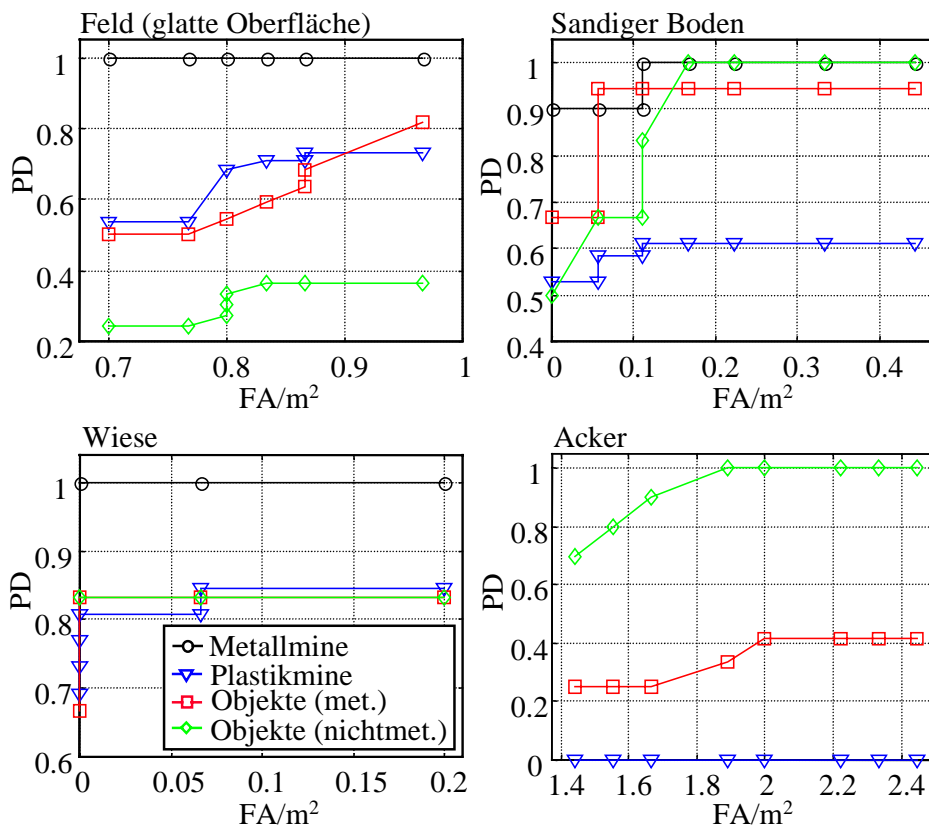 Feld (glatte Oberfläche)
PD
1
0.8
0.6
0.4
0.2
0.7
0.8
0.9
1
FA/m²
Sandiger Boden
PD
1
0.9
0.8
0.7
0.6
0.5
0.4
0
0.1
0.2
0.3
0.4
FA/m²
Wiese
PD
1
0.9
0.8
0.7
0.6
0
0.05
0.1
0.15
0.2
FA/m²
Metallmine
Plastikmine
Objekte (met.)
Objekte (nichtmet.)
Acker
PD
1
0.8
0.6
0.4
0.2
0
1.4
1.6
1.8
2
2.2
2.4
FA/m²